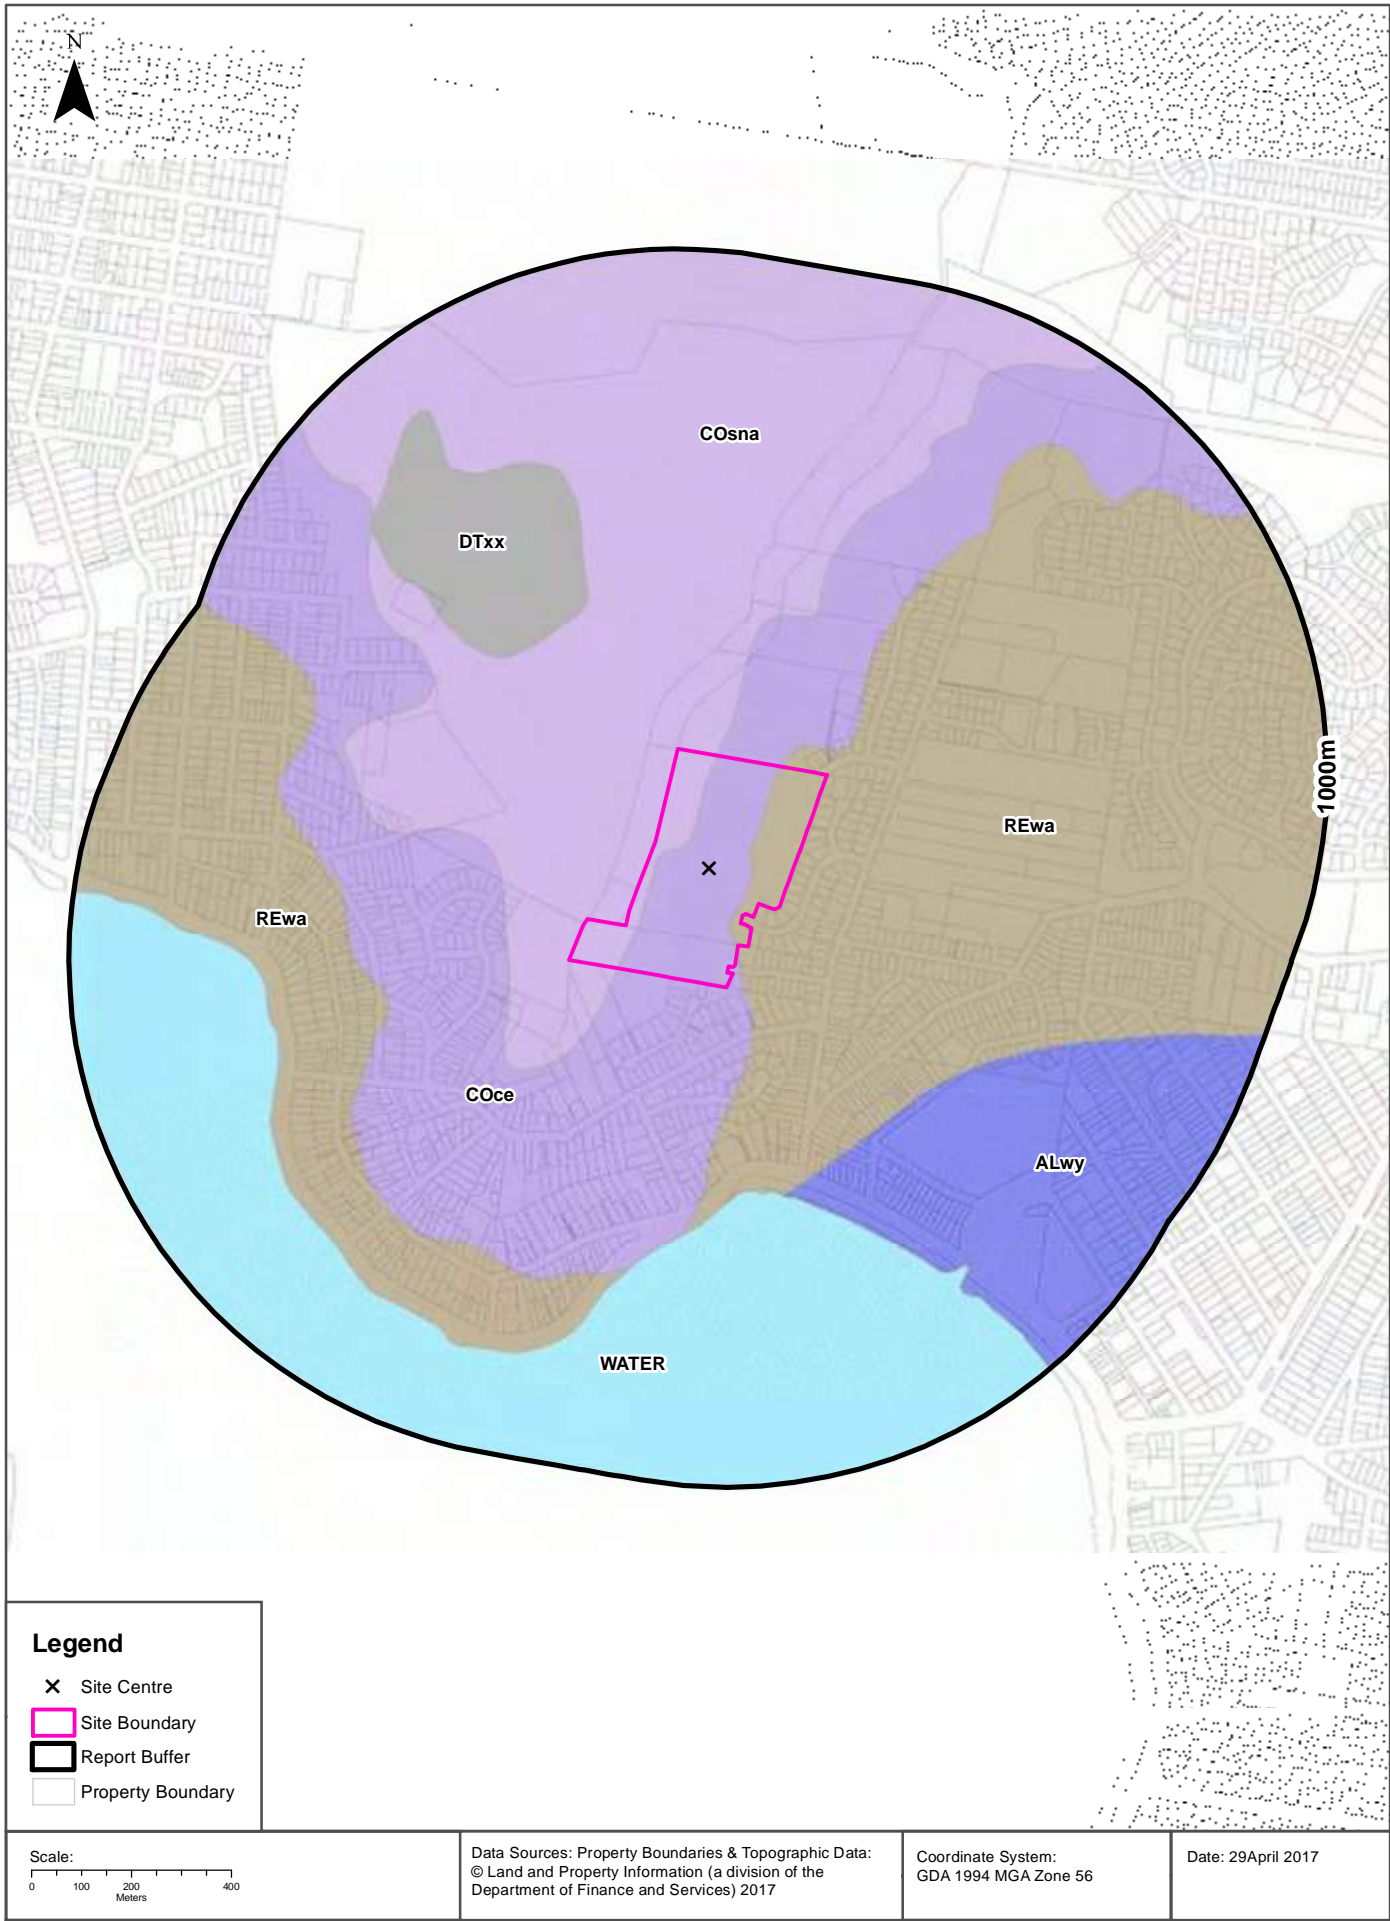 N
COsna
DTxx
1000m
REwa
REwa
COce
ALwy
WATER
Legend
Site Centre
Site Boundary
Report Buffer
Property Boundary
Scale:
0 100 200 400
Meters
Data Sources: Property Boundaries & Topographic Data:
© Land and Property Information (a division of the
Department of Finance and Services) 2017
Coordinate System:
GDA 1994 MGA Zone 56
Date: 29April 2017